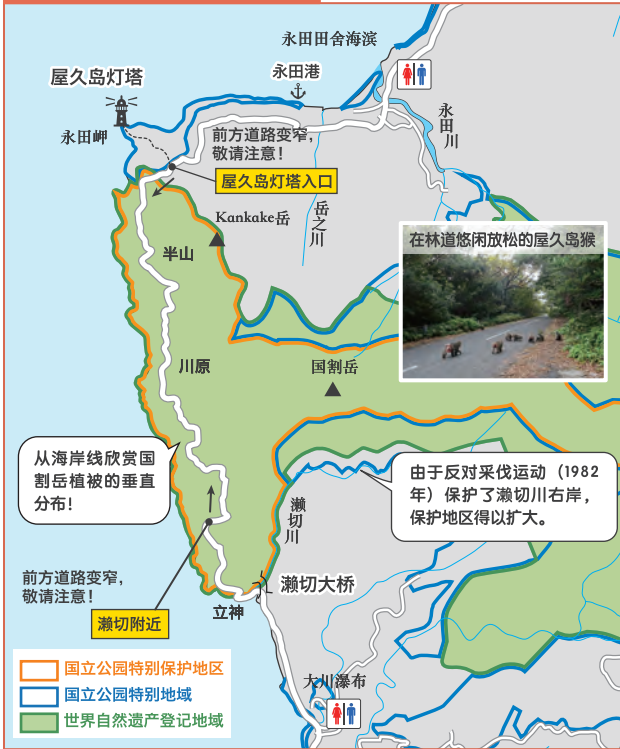 永田田舍海滨
屋久岛灯塔
永田港
永田岬
永田川
前方道路变窄，
敬请注意！
屋久岛灯塔入口
Kankake岳
岳之川
半山
在林道悠闲放松的屋久岛猴
川原
国割岳
从海岸线欣赏国
割岳植被的垂直
分布！
由于反对采伐运动（1982
年）保护了濑切川右岸，
保护地区得以扩大。
濑切川
前方道路变窄，
敬请注意！
濑切附近
立神
濑切大桥
大川瀑布
国立公园特别保护地区
国立公园特别地域
世界自然遗产登记地域